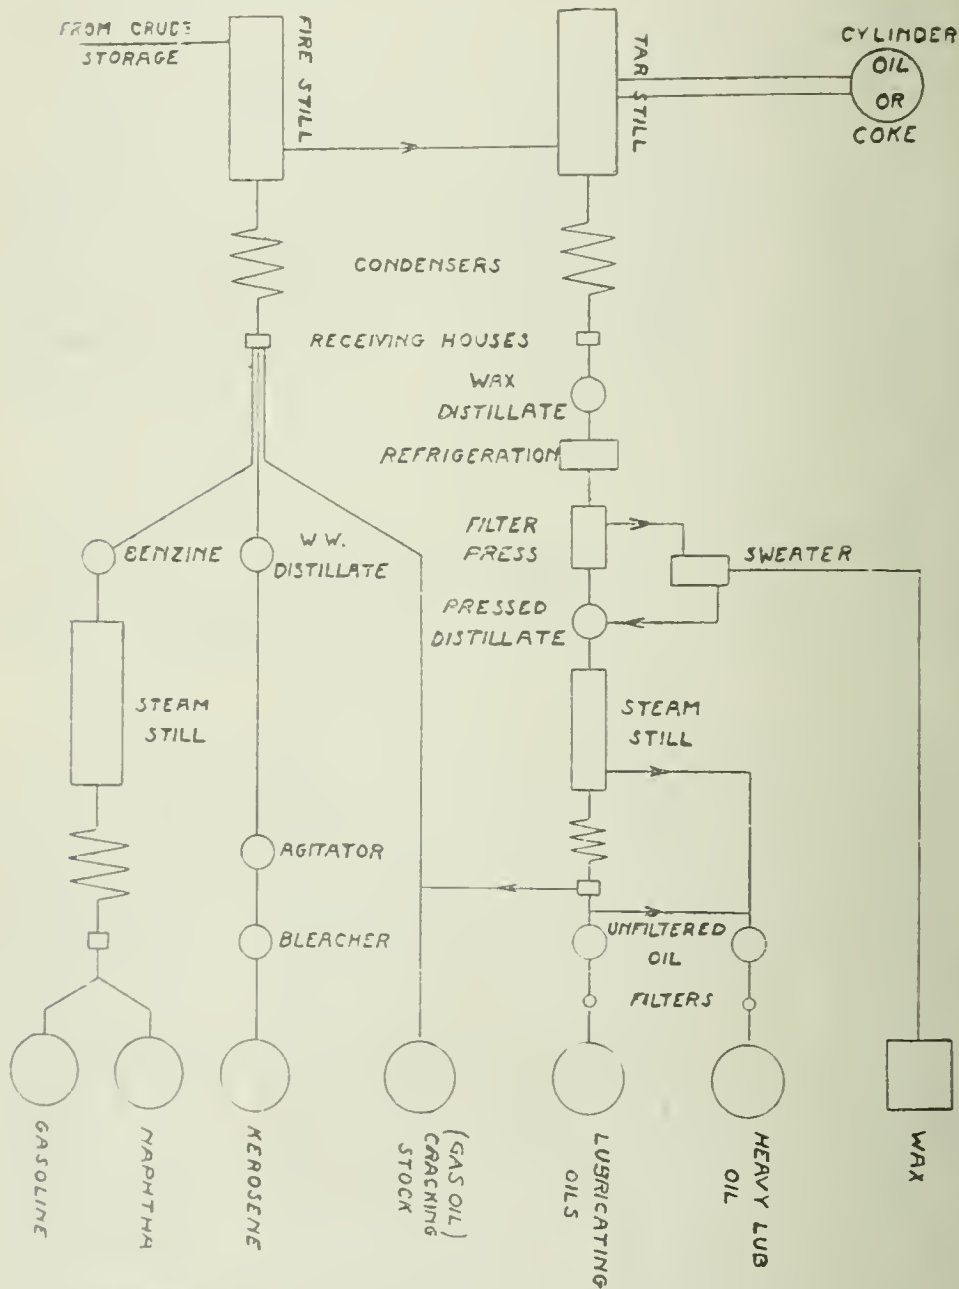 FROM CRUDE
STORAGE
FIRE STILL
TAR STILL
CYLINDER
OIL
OR
COKE
CONDENSERS
RECEIVING HOUSES
WAX
DISTILLATE
REFRIGERATION
FILTER
PRESS
SWEATER
BENZINE
W.W.
DISTILLATE
PRESSED
DISTILLATE
STEAM
STILL
STEAM
STILL
AGITATOR
BLEACHER
UNFILTERED
OIL
FILTERS
GASOLINE
NAPHTHA
KEROSENE
(GAS OIL)
CRACKING
STOCK
LUBRICATING
OILS
HEAVY LUB
OIL
WAX